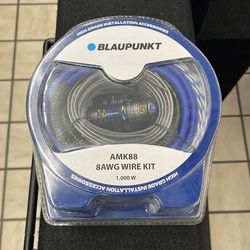 HIGH GRADE INSTALLATION ACCESSORIES
BLAUPUNKT
AMK88
8AWG WIRE KIT
1,000 W
HIGH GRADE INSTALLATION ACCESSORIES